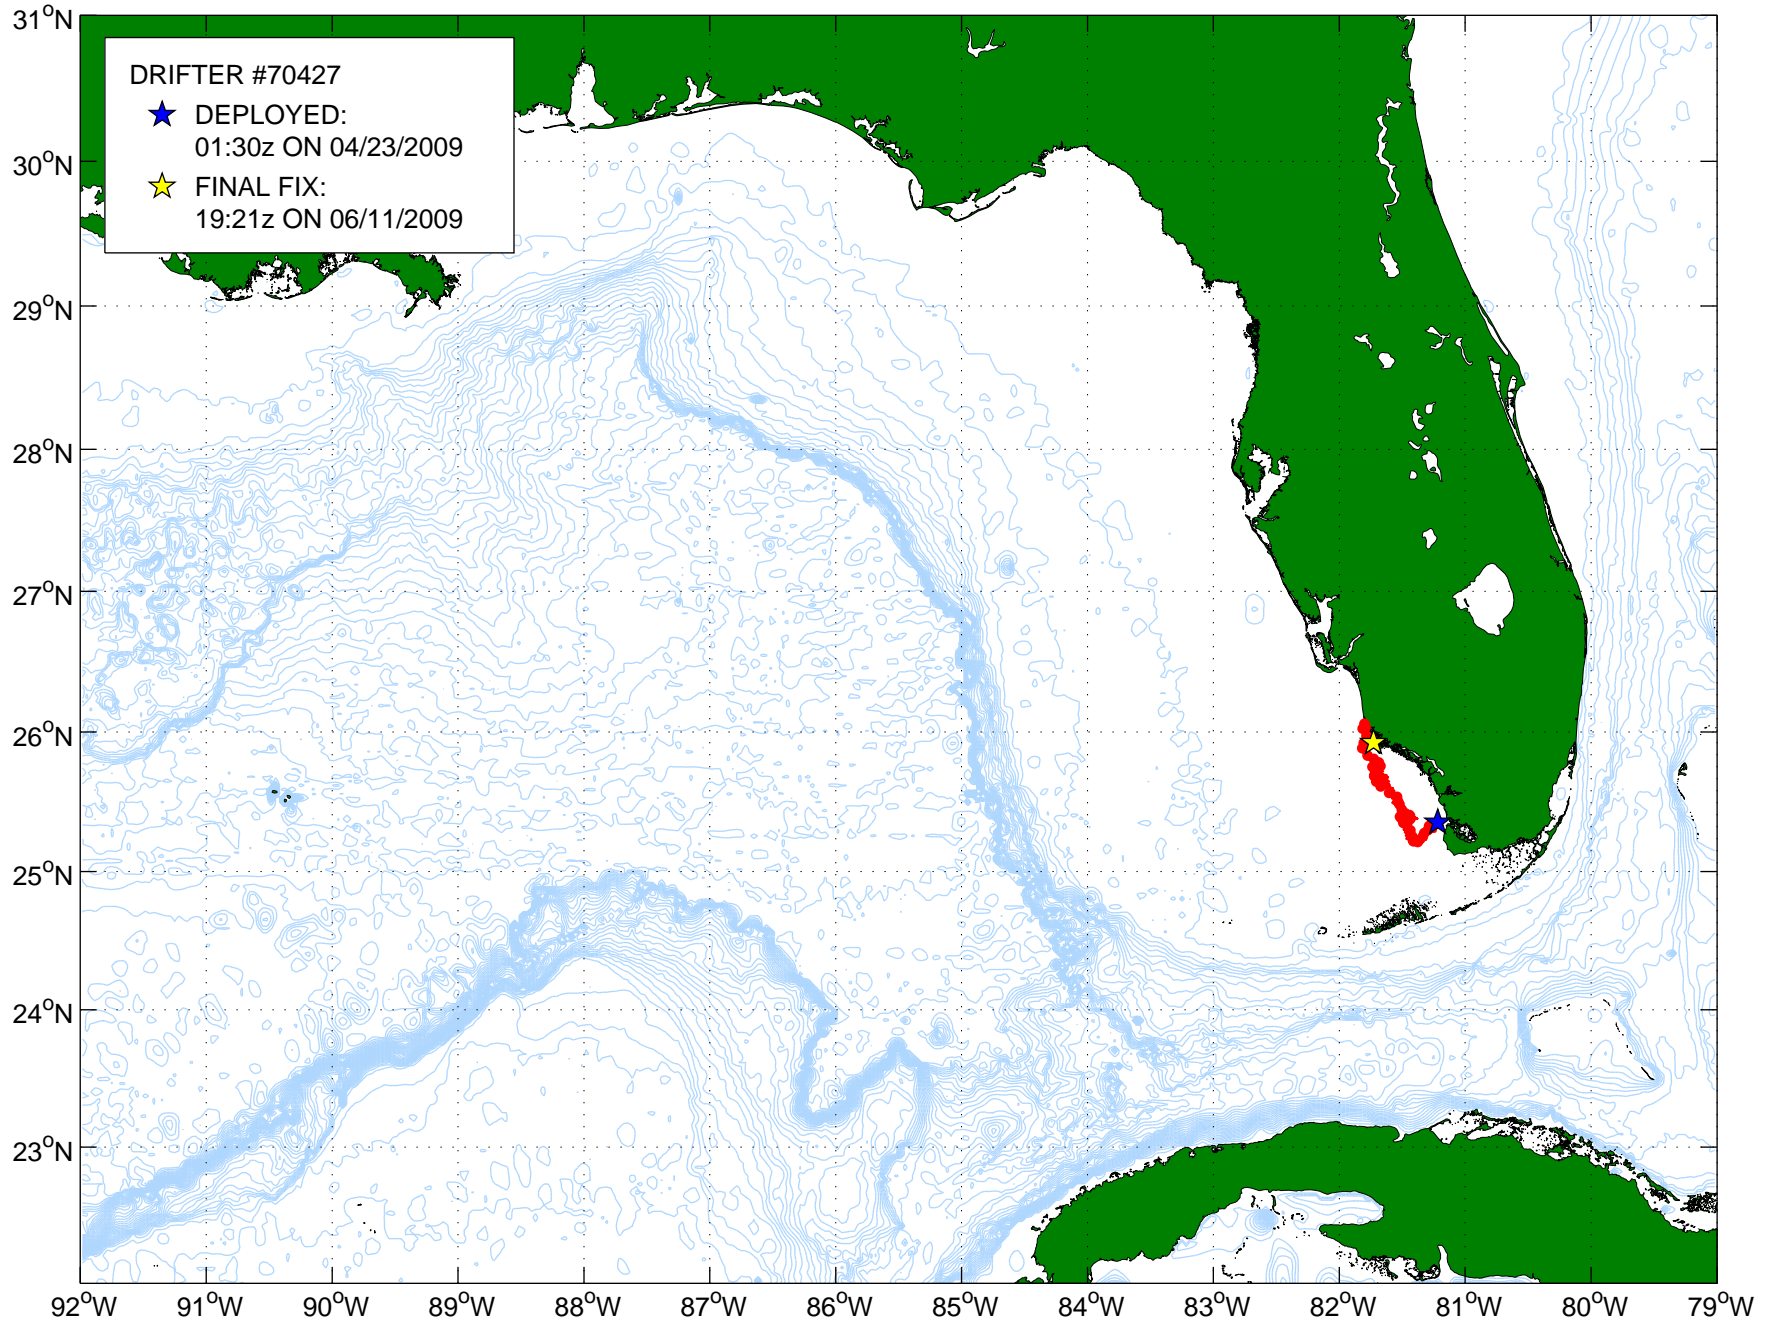 DRIFTER #70427
DEPLOYED:
01:30z ON 04/23/2009
FINAL FIX:
19:21z ON 06/11/2009
31°N
30°N
29°N
28°N
27°N
26°N
25°N
24°N
23°N
92°W 91°W 90°W 89°W 88°W 87°W 86°W 85°W 84°W 83°W 82°W 81°W 80°W 79°W